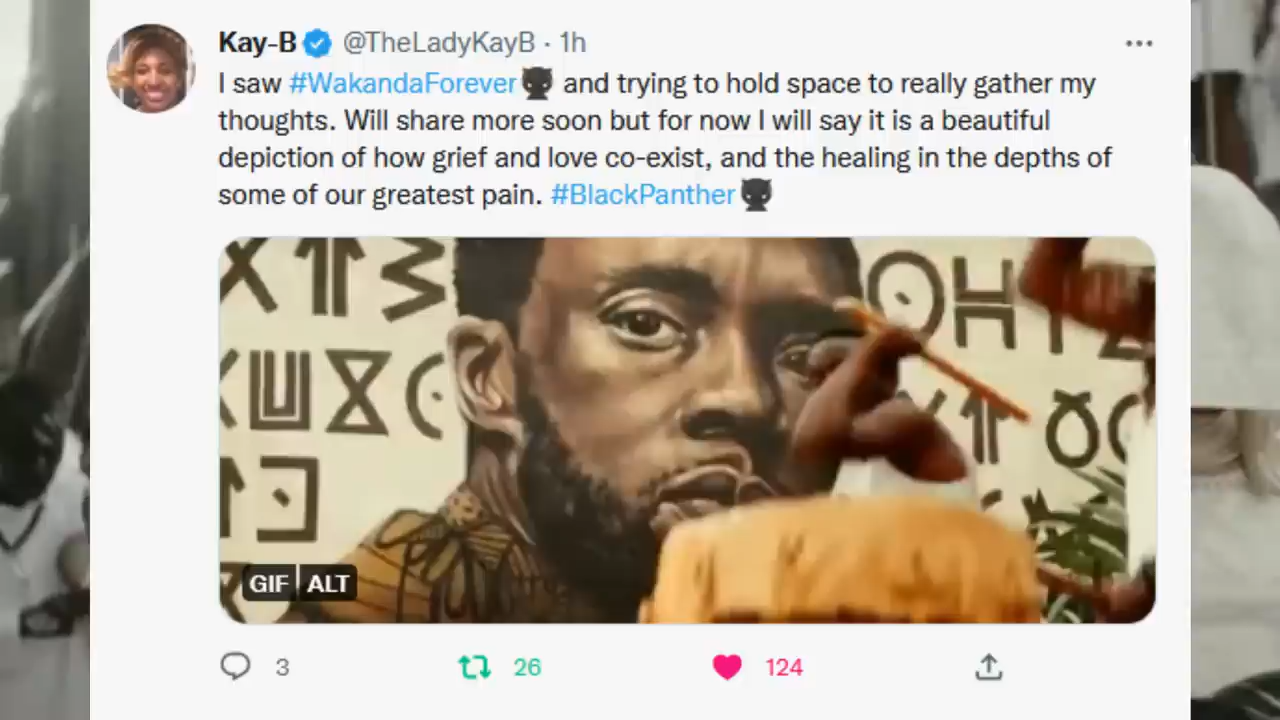 Kay-B @TheLadyKayB · 1h
I saw #WakandaForever and trying to hold space to really gather my
thoughts. Will share more soon but for now I will say it is a beautiful
depiction of how grief and love co-exist, and the healing in the depths of
some of our greatest pain. #BlackPanther
GIF ALT
3 26 124